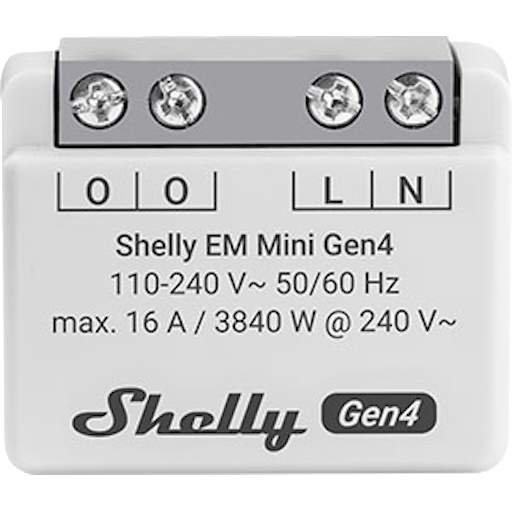 O O L N
Shelly EM Mini Gen4
110-240 V~ 50/60 Hz
max. 16 A / 3840 W @ 240 V~
Shelly Gen4